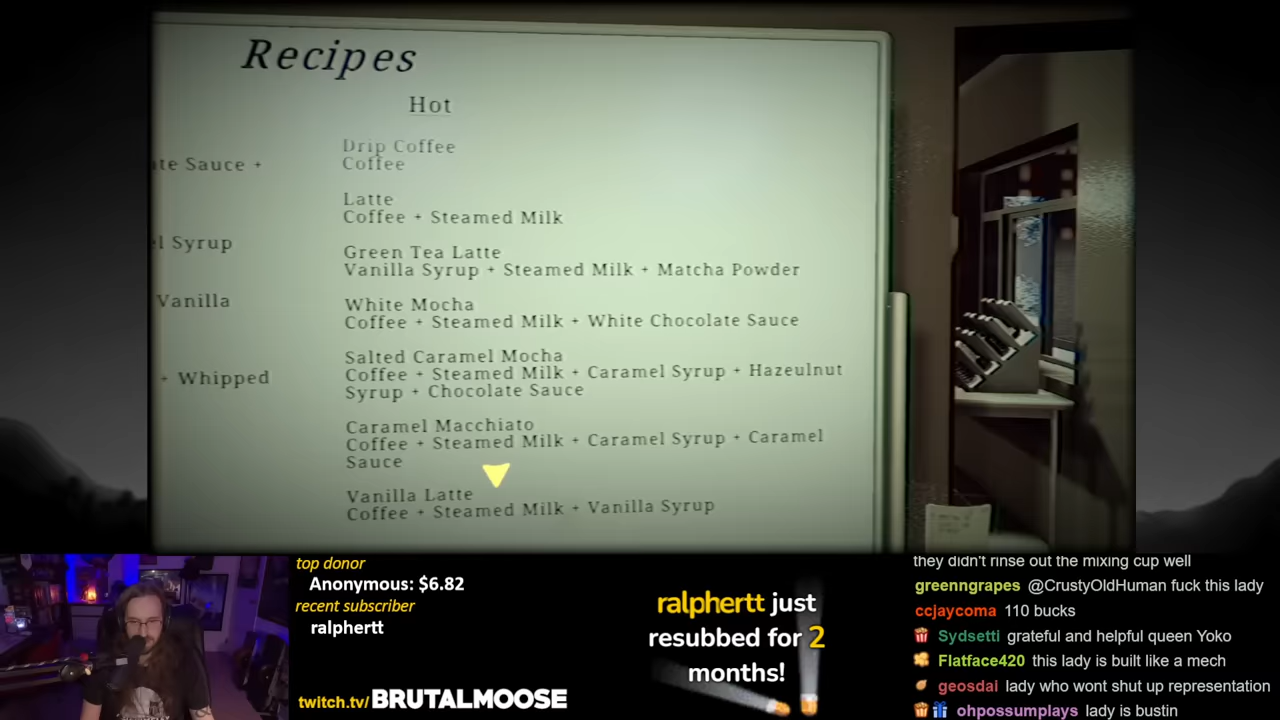 Recipes
Hot
te Sauce +
l Syrup
Vanilla
+ Whipped
Drip Coffee
Coffee
Latte
Coffee + Steamed Milk
Green Tea Latte
Vanilla Syrup + Steamed Milk + Matcha Powder
White Mocha
Coffee + Steamed Milk + White Chocolate Sauce
Salted Caramel Mocha
Coffee + Steamed Milk + Caramel Syrup + Hazeulnut
Syrup + Chocolate Sauce
Caramel Macchiato
Coffee + Steamed Milk + Caramel Syrup + Caramel
Sauce
Vanilla Latte
Coffee + Steamed Milk + Vanilla Syrup
top donor
Anonymous: $6.82
recent subscriber
ralphertt
twitch.tv/BRUTALMOOSE
ralphertt just
resubbed for 2
months!
they didn't rinse out the mixing cup well
greenngrapes @CrustyOldHuman fuck this lady
ccjaycoma 110 bucks
Sydsetti grateful and helpful queen Yoko
Flatface420 this lady is built like a mech
geosdai lady who wont shut up representation
ohpossumplays lady is bustin